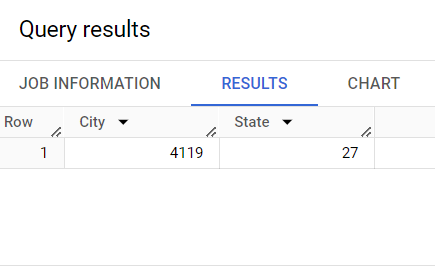 Query results
JOB INFORMATION RESULTS CHART
Row City State
1 4119 27